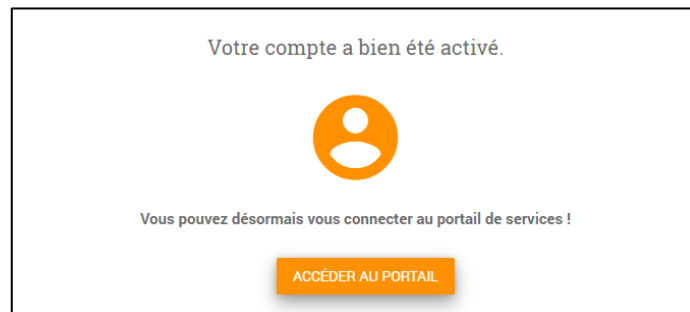 Votre compte a bien été activé.
Vous pouvez désormais vous connecter au portail de services !
ACCÉDER AU PORTAIL